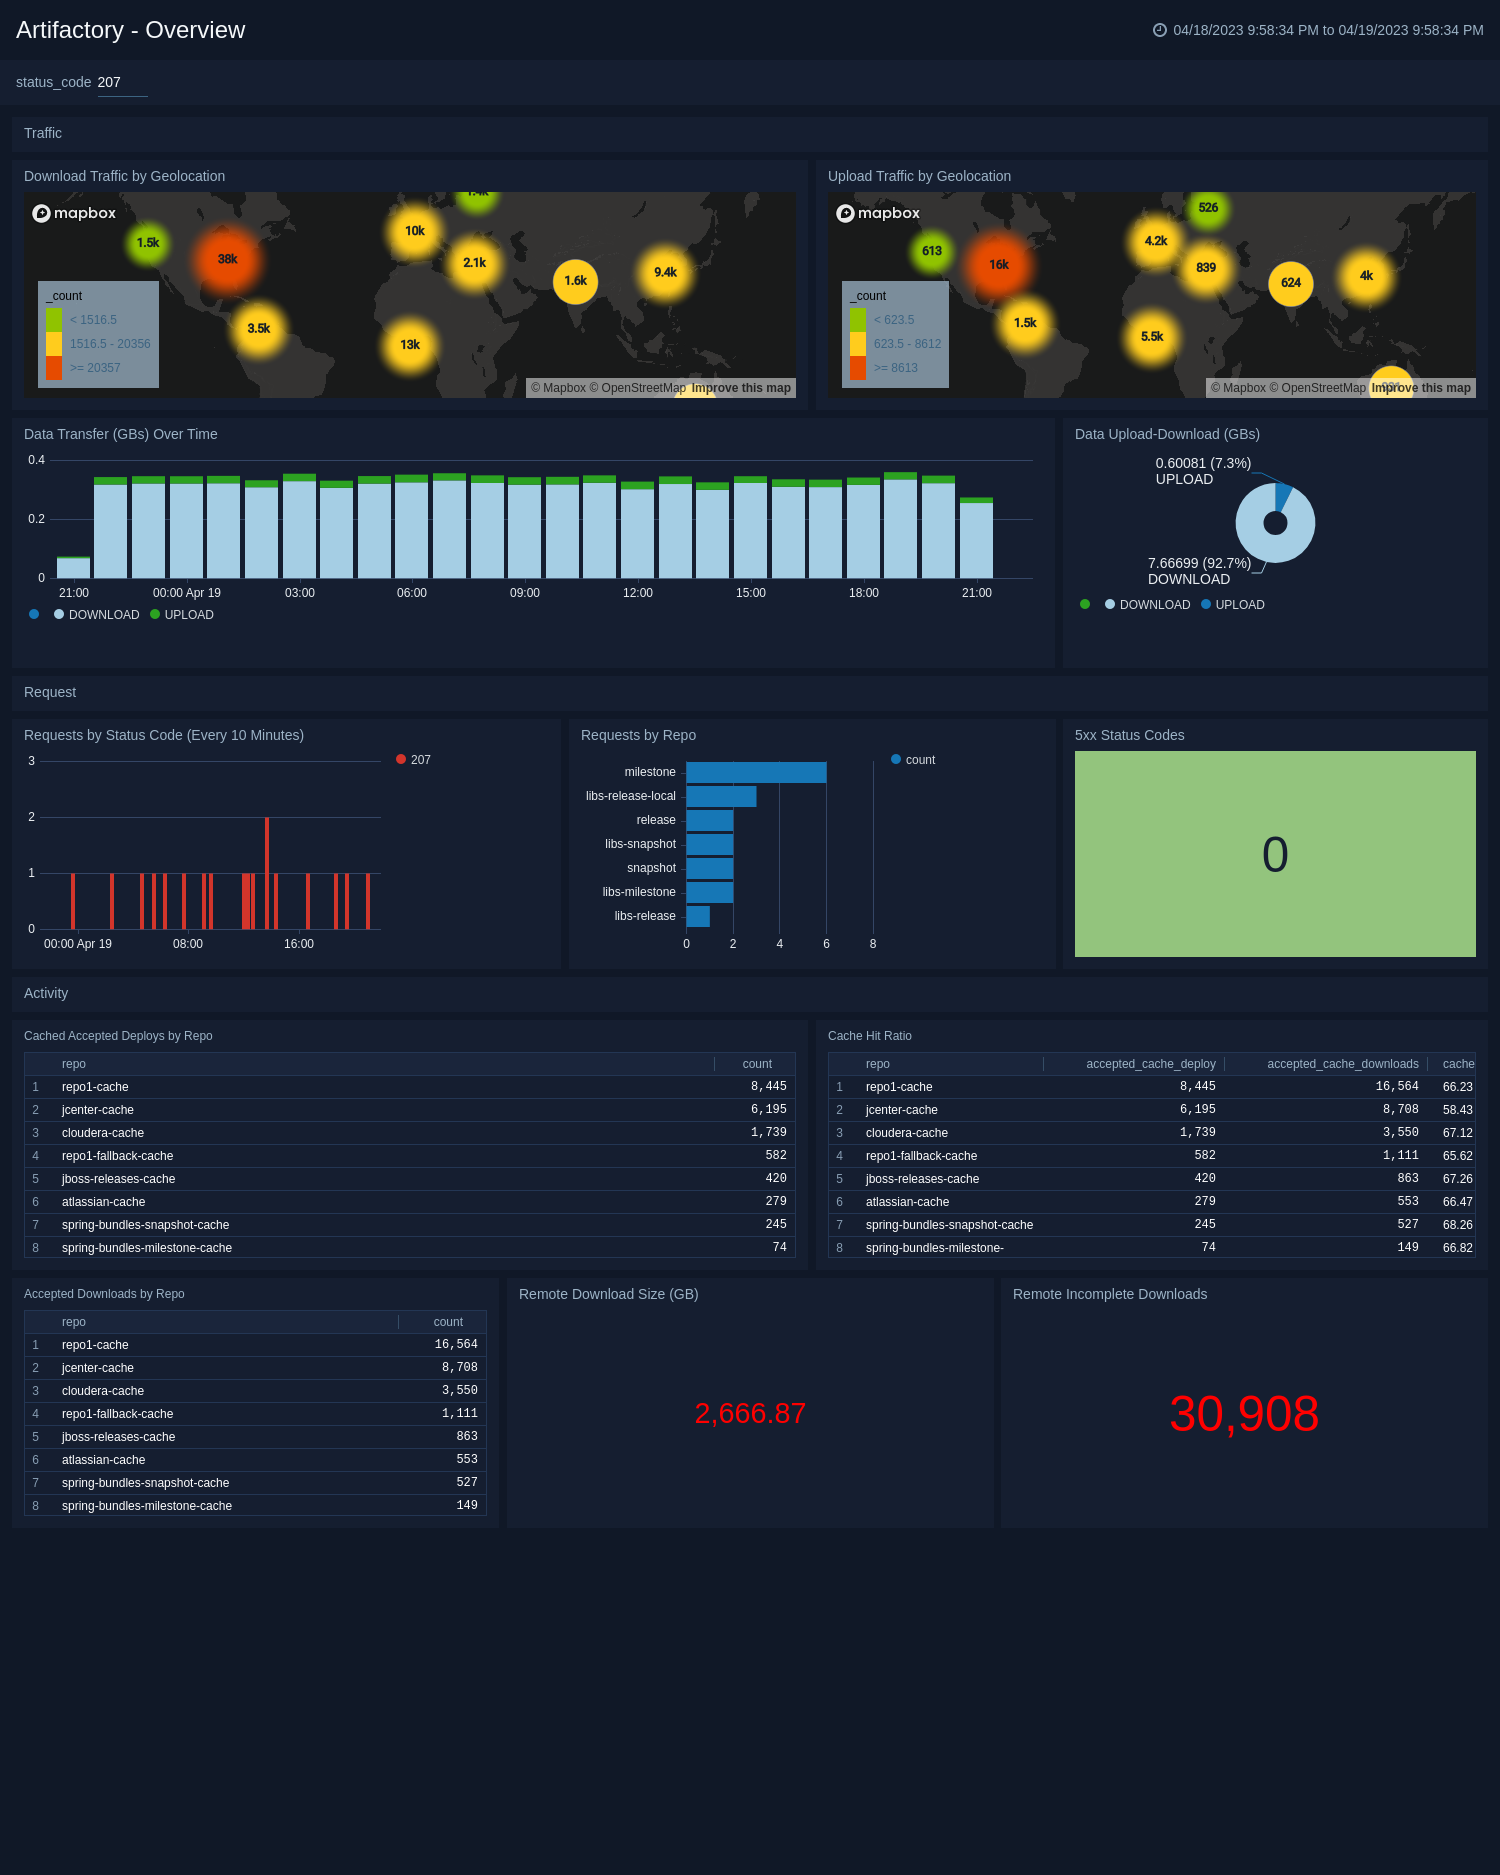 Artifactory - Overview
04/18/2023 9:58:34 PM to 04/19/2023 9:58:34 PM
status_code 207
Traffic
Download Traffic by Geolocation
mapbox
1.5k
38k
10k
2.1k
1.6k
9.4k
3.5k
13k
_count
< 1516.5
1516.5 - 20356
>= 20357
© Mapbox © OpenStreetMap Improve this map
Upload Traffic by Geolocation
mapbox
526
613
16k
4.2k
839
624
4k
1.5k
5.5k
_count
< 623.5
623.5 - 8612
>= 8613
© Mapbox © OpenStreetMap Improve this map
Data Transfer (GBs) Over Time
0.4
0.2
0
21:00 00:00 Apr 19 03:00 06:00 09:00 12:00 15:00 18:00 21:00
DOWNLOAD UPLOAD
Data Upload-Download (GBs)
0.60081 (7.3%)
UPLOAD
7.66699 (92.7%)
DOWNLOAD
DOWNLOAD UPLOAD
Request
Requests by Status Code (Every 10 Minutes)
3
2
1
0
00:00 Apr 19 08:00 16:00
207
Requests by Repo
milestone
libs-release-local
release
libs-snapshot
snapshot
libs-milestone
libs-release
0 2 4 6 8
count
5xx Status Codes
0
Activity
Cached Accepted Deploys by Repo
repo count
1 repo1-cache 8,445
2 jcenter-cache 6,195
3 cloudera-cache 1,739
4 repo1-fallback-cache 582
5 jboss-releases-cache 420
6 atlassian-cache 279
7 spring-bundles-snapshot-cache 245
8 spring-bundles-milestone-cache 74
Cache Hit Ratio
repo accepted_cache_deploy accepted_cache_downloads cache
1 repo1-cache 8,445 16,564 66.23
2 jcenter-cache 6,195 8,708 58.43
3 cloudera-cache 1,739 3,550 67.12
4 repo1-fallback-cache 582 1,111 65.62
5 jboss-releases-cache 420 863 67.26
6 atlassian-cache 279 553 66.47
7 spring-bundles-snapshot-cache 245 527 68.26
8 spring-bundles-milestone- 74 149 66.82
Accepted Downloads by Repo
repo count
1 repo1-cache 16,564
2 jcenter-cache 8,708
3 cloudera-cache 3,550
4 repo1-fallback-cache 1,111
5 jboss-releases-cache 863
6 atlassian-cache 553
7 spring-bundles-snapshot-cache 527
8 spring-bundles-milestone-cache 149
Remote Download Size (GB)
2,666.87
Remote Incomplete Downloads
30,908